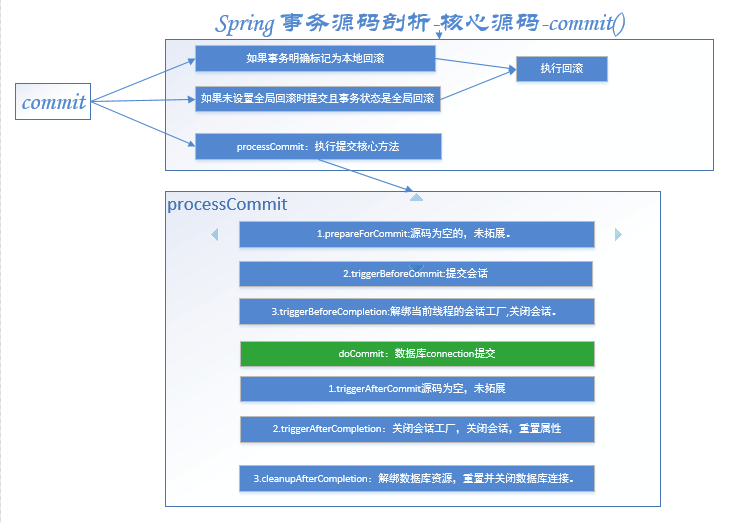 Spring 事务源码剖析-核心源码-commit()
commit
如果事务明确标记为本地回滚
如果未设置全局回滚时提交且事务状态是全局回滚
processCommit：执行提交核心方法
执行回滚
processCommit
1.prepareForCommit:源码为空的，未拓展。
2.triggerBeforeCommit:提交会话
3.triggerBeforeCompletion:解绑当前线程的会话工厂,关闭会话。
doCommit：数据库connection提交
1.triggerAfterCommit源码为空，未拓展
2.triggerAfterCompletion：关闭会话工厂，关闭会话，重置属性
3.cleanupAfterCompletion：解绑数据库资源，重置并关闭数据库连接。